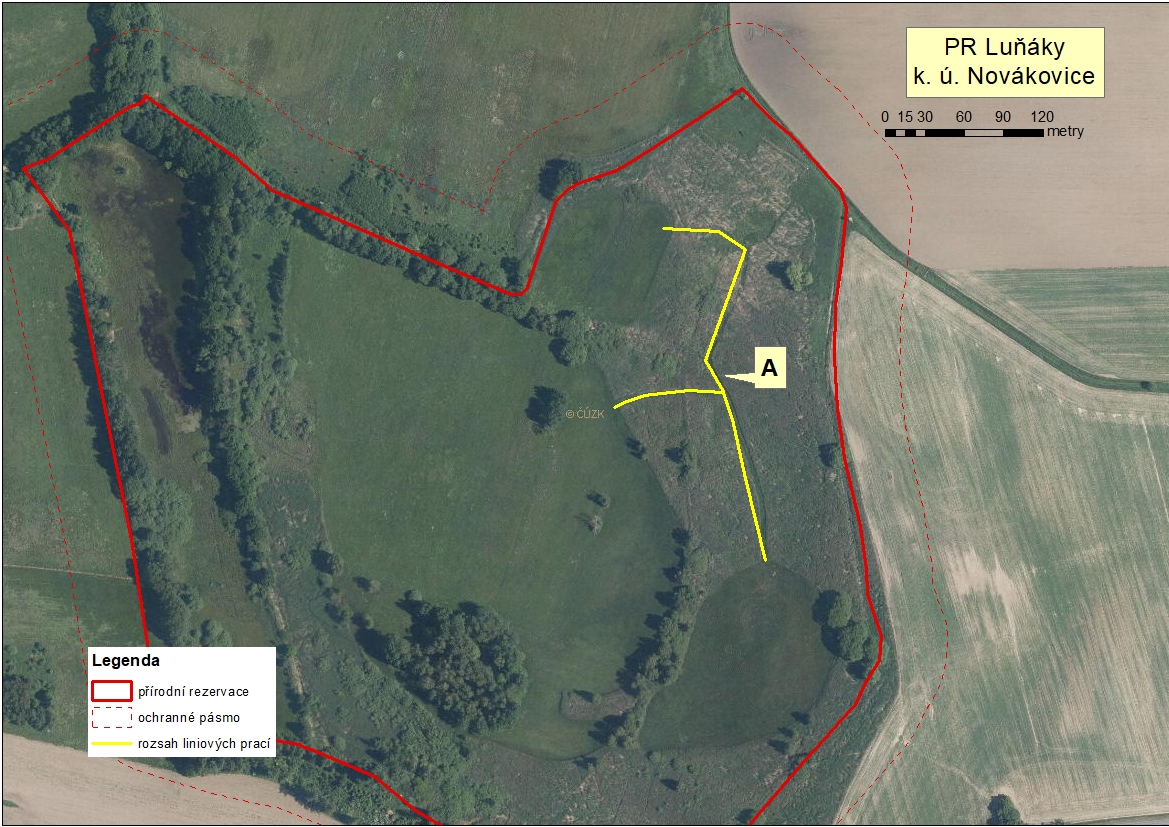 PR Luňáky
k. ú. Novákovice
0 15 30 60 90 120
metry
A
© ČÚZK
Legenda
přírodní rezervace
ochranné pásmo
rozsah liniových prací